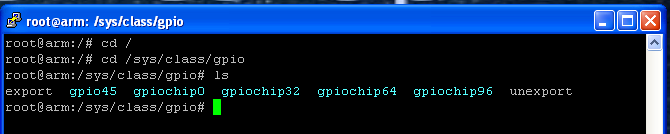 root@arm: /sys/class/gpio
root@arm:/# cd /
root@arm:/# cd /sys/class/gpio
root@arm:/sys/class/gpio# ls
export  gpio45  gpiochip0  gpiochip32  gpiochip64  gpiochip96  unexport
root@arm:/sys/class/gpio#